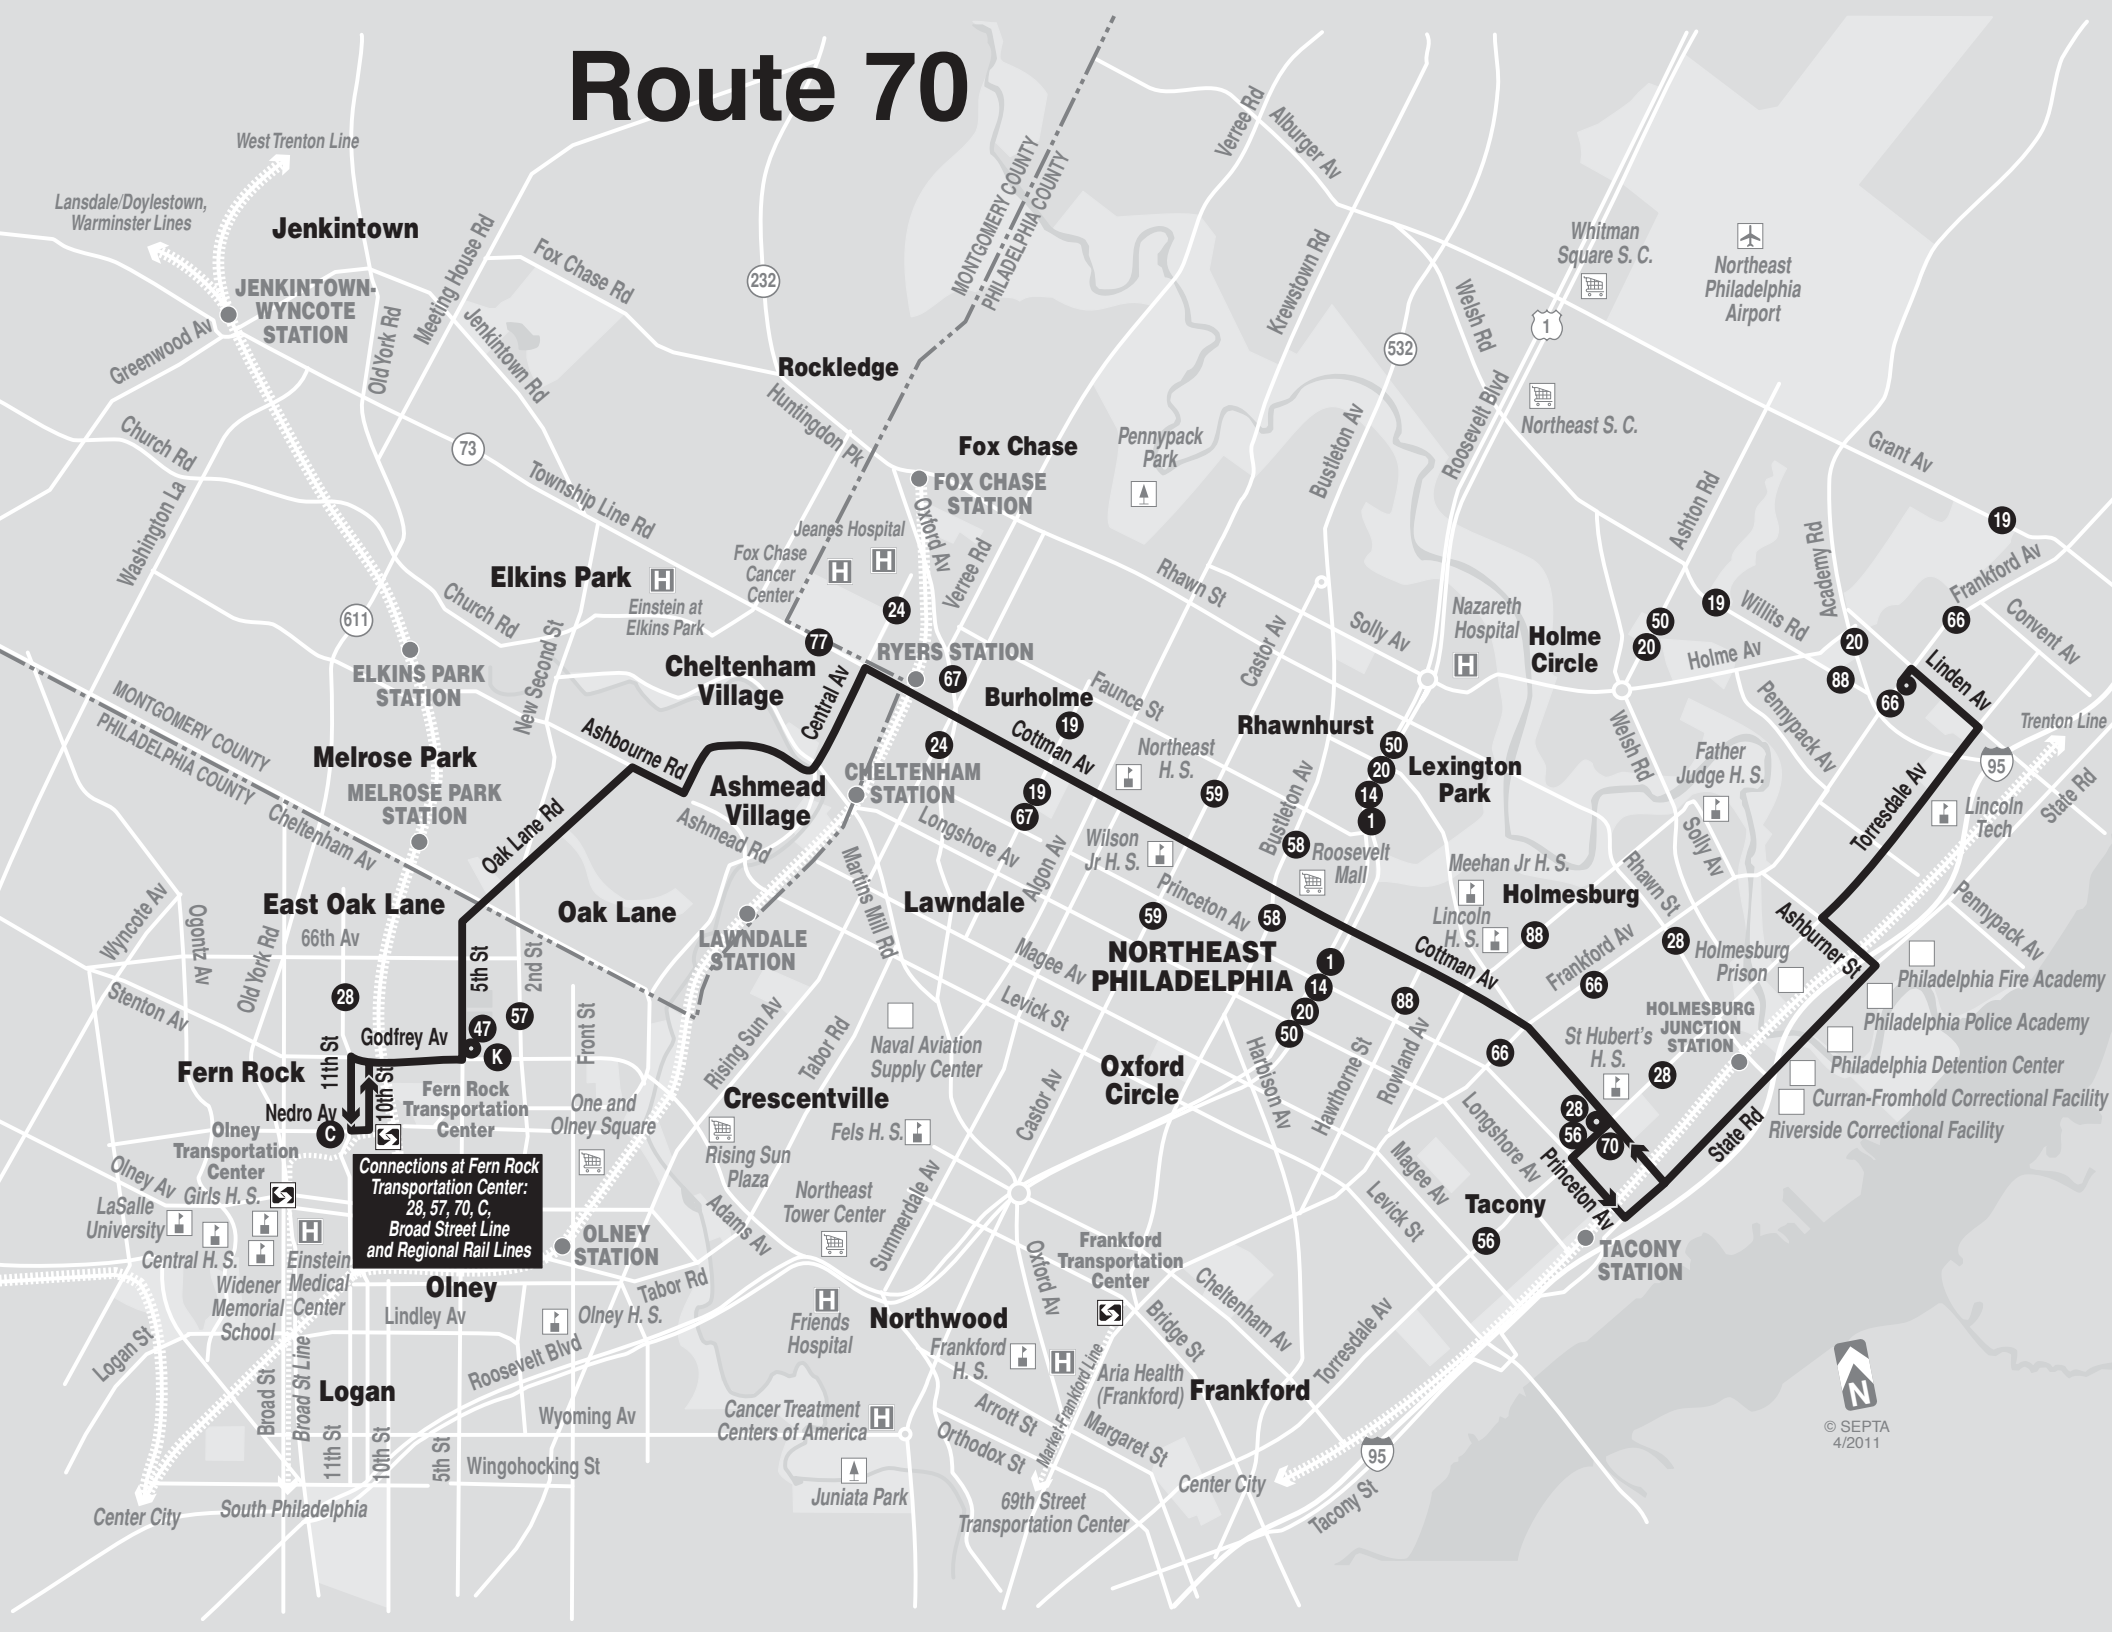 Route 70
West Trenton Line
Lansdale/Doylestown,
Warminster Lines
Jenkintown
JENKINTOWN-
WYNCOTE
STATION
Greenwood Av
Old York Rd
Meeting House Rd
Fox Chase Rd
Jenkintown Rd
232
MONTGOMERY COUNTY
PHILADELPHIA COUNTY
Verree Rd
Alburger Av
Krewstown Rd
Welsh Rd
532
1
Whitman
Square S. C.
Northeast
Philadelphia
Airport
Rockledge
Huntingdon Pk
Church Rd
Washington La
73
Township Line Rd
Fox Chase
FOX CHASE
STATION
Pennypack
Park
Bustleton Av
Roosevelt Blvd
Northeast S. C.
Grant Av
Ashton Rd
Academy Rd
19
Frankford Av
Convent Av
Jeanes Hospital
Fox Chase
Cancer
Center
Oxford Av
Verree Rd
24
Elkins Park
Einstein at
Elkins Park
Church Rd
New Second St
611
ELKINS PARK
STATION
77
RYERS STATION
67
Cheltenham
Village
Central Av
Burholme
19
Cottman Av
Faunce St
Rhawn St
Castor Av
Solly Av
Nazareth
Hospital
Holme
Circle
50
20
19
Willits Rd
Holme Av
20
88
66
66
Linden Av
Trenton Line
95
State Rd
MONTGOMERY COUNTY
PHILADELPHIA COUNTY
Melrose Park
MELROSE PARK
STATION
Cheltenham Av
Ashbourne Rd
Oak Lane Rd
Ashmead
Village
Ashmead Rd
24
CHELTENHAM
STATION
Longshore Av
19
67
Algon Av
Northeast
H. S.
59
Wilson
Jr H. S.
Rhawnhurst
50
20
14
1
Lexington
Park
Bustleton Av
58
Roosevelt
Mall
Welsh Rd
Pennypack Av
Father
Judge H. S.
Solly Av
Torresdale Av
Lincoln
Tech
Wyncote Av
Ogontz Av
East Oak Lane
66th Av
Old York Rd
Stenton Av
28
Oak Lane
5th St
2nd St
Front St
LAWNDALE
STATION
Martins Mill Rd
Lawndale
59
Princeton Av
58
Magee Av
Levick St
NORTHEAST
PHILADELPHIA
1
14
20
50
88
Meehan Jr H. S.
Holmesburg
Lincoln
H. S.
88
Cottman Av
Rhawn St
Frankford Av
66
28
Holmesburg
Prison
Ashburner St
Pennypack Av
Philadelphia Fire Academy
Philadelphia Police Academy
Philadelphia Detention Center
Curran-Fromhold Correctional Facility
Riverside Correctional Facility
HOLMESBURG
JUNCTION
STATION
St Hubert's
H. S.
28
66
Godfrey Av
47
57
K
Fern Rock
11th St
10th St
Nedro Av
C
Fern Rock
Transportation
Center
Olney
Transportation
Center
Olney Av
Girls H. S.
LaSalle
University
Central H. S.
Einstein
Medical
Center
Widener
Memorial
School
Connections at Fern Rock
Transportation Center:
28, 57, 70, C,
Broad Street Line
and Regional Rail Lines
One and
Olney Square
OLNEY
STATION
Olney
Lindley Av
Olney H. S.
Tabor Rd
Rising Sun Av
Tabor Rd
Naval Aviation
Supply Center
Crescentville
Fels H. S.
Rising Sun
Plaza
Adams Av
Northeast
Tower Center
Summerdale Av
Castor Av
Oxford
Circle
Harbison Av
Hawthorne St
Rowland Av
Longshore Av
Magee Av
Levick St
28
56
70
Princeton Av
State Rd
Tacony
56
TACONY
STATION
Oxford Av
Frankford
Transportation
Center
Cheltenham Av
Bridge St
Torresdale Av
Friends
Hospital
Northwood
Frankford
H. S.
Aria Health
(Frankford)
Frankford
Market-Frankford Line
Arrott St
Orthodox St
Margaret St
Logan St
Broad St
Broad St Line
Logan
11th St
10th St
5th St
Roosevelt Blvd
Wyoming Av
Wingohocking St
Cancer Treatment
Centers of America
Juniata Park
Center City
South Philadelphia
69th Street
Transportation Center
Center City
95
Tacony St
N
© SEPTA
4/2011